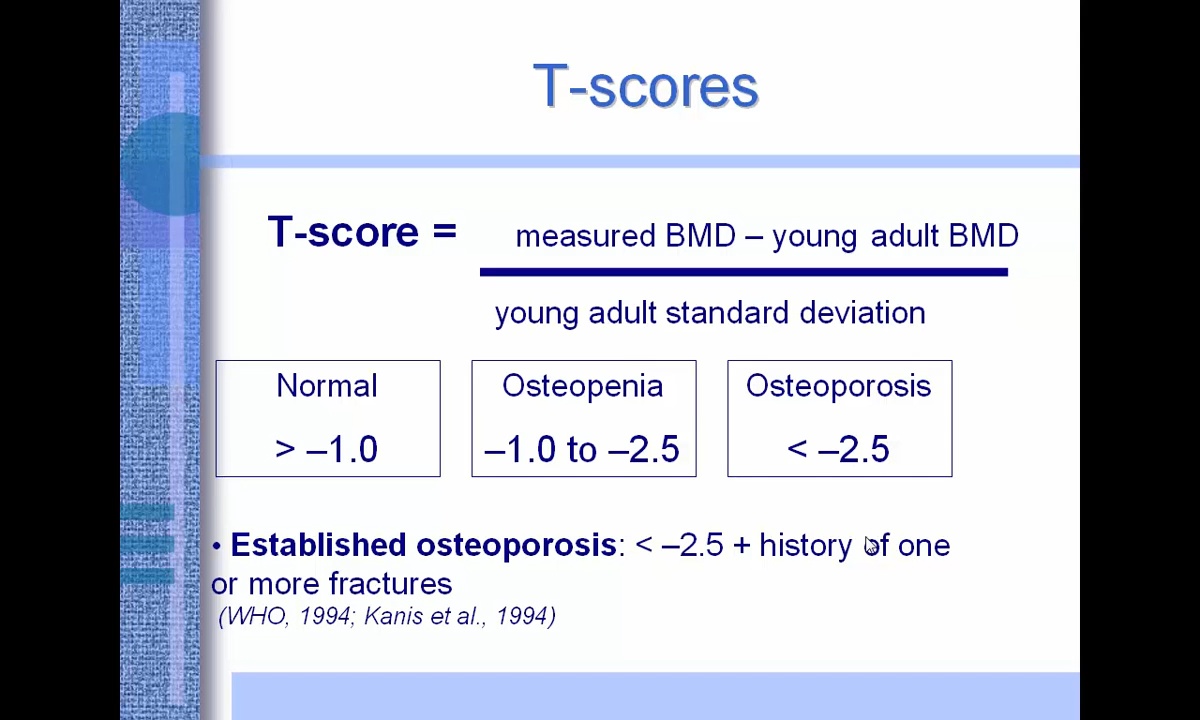 T-scores
T-score =
measured BMD – young adult BMD
young adult standard deviation
Normal
> –1.0
Osteopenia
–1.0 to –2.5
Osteoporosis
< –2.5
• Established osteoporosis: < –2.5 + history of one
or more fractures
(WHO, 1994; Kanis et al., 1994)